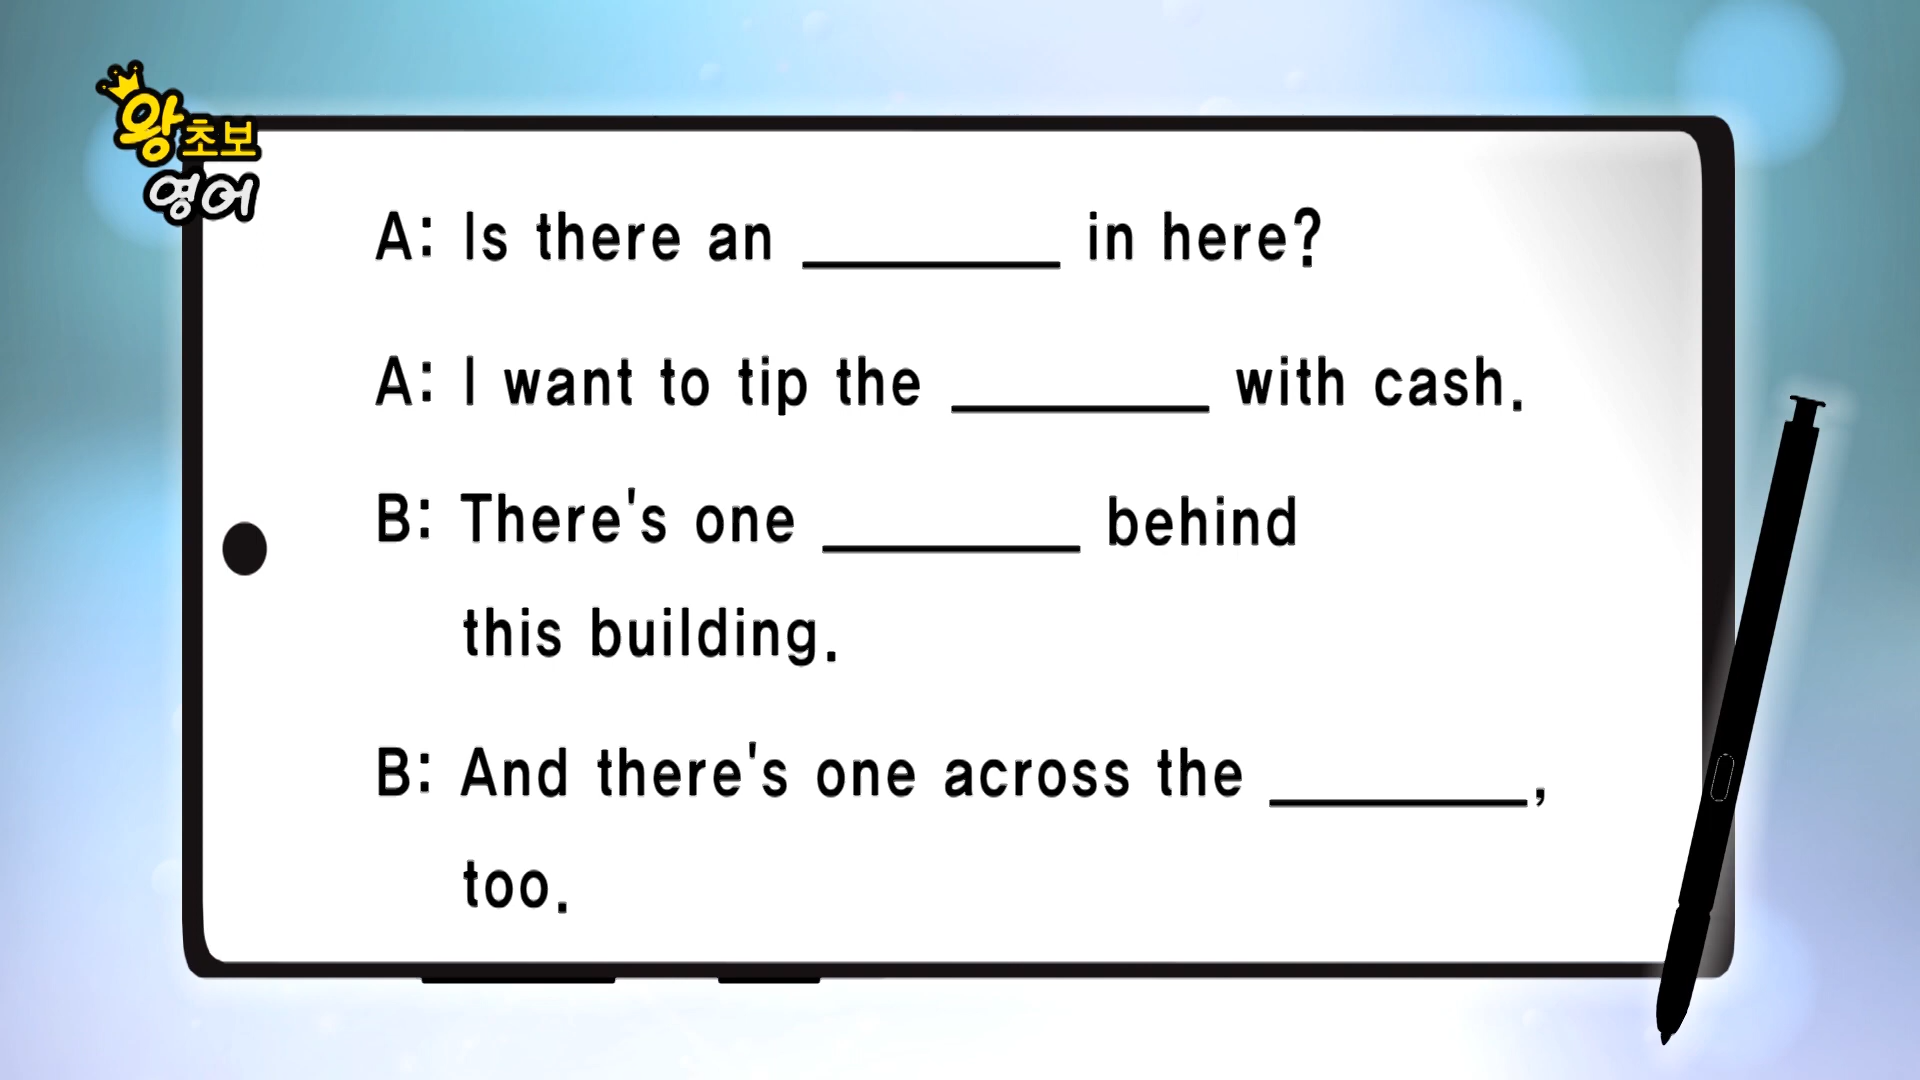 왕초보
영어
A: Is there an ________ in here?
A: I want to tip the ________ with cash.
B: There's one ________ behind
this building.
B: And there's one across the ________,
too.